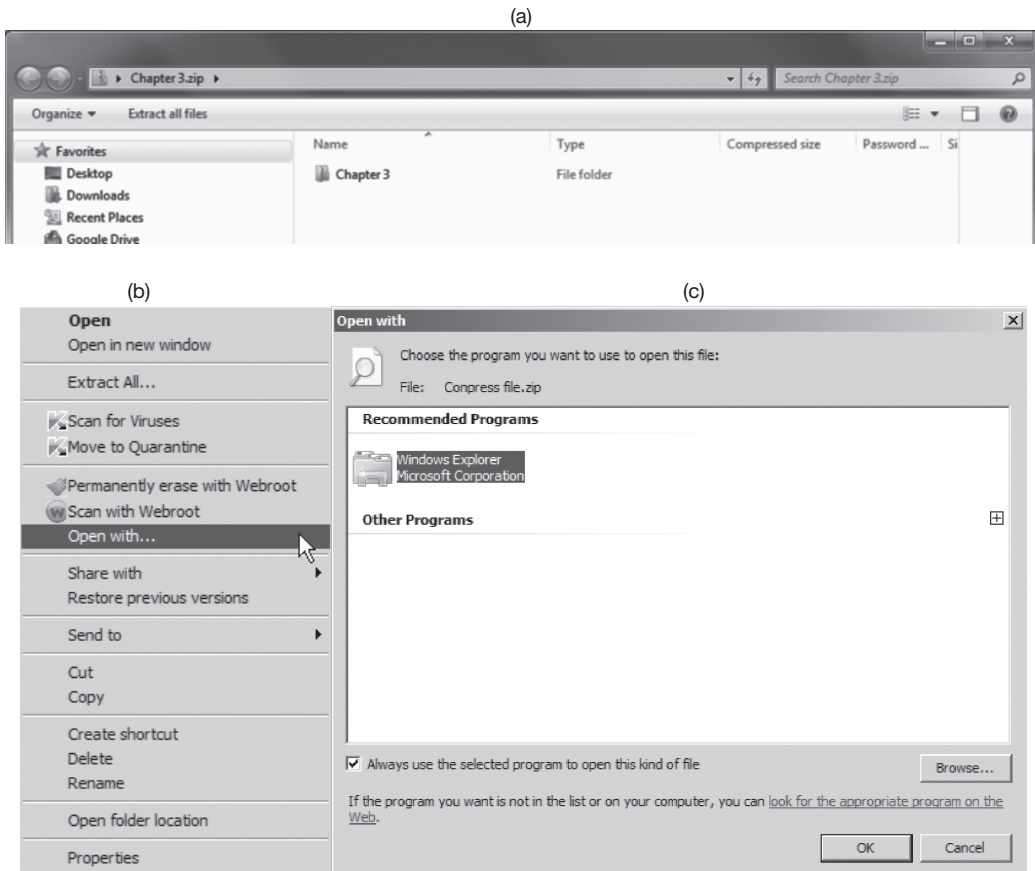 (a)
Chapter 3.zip
Search Chapter 3.zip
Organize
Extract all files
Favorites
Desktop
Downloads
Recent Places
Google Drive
Name
Type
Compressed size
Password ...
Si
Chapter 3
File folder
(b)
Open
Open in new window
Extract All...
Scan for Viruses
Move to Quarantine
Permanently erase with Webroot
Scan with Webroot
Open with...
Share with
Restore previous versions
Send to
Cut
Copy
Create shortcut
Delete
Rename
Open folder location
Properties
(c)
Open with
Choose the program you want to use to open this file:
File: Conpress file.zip
Recommended Programs
Windows Explorer
Microsoft Corporation
Other Programs
Always use the selected program to open this kind of file
Browse...
If the program you want is not in the list or on your computer, you can look for the appropriate program on the
Web.
OK
Cancel